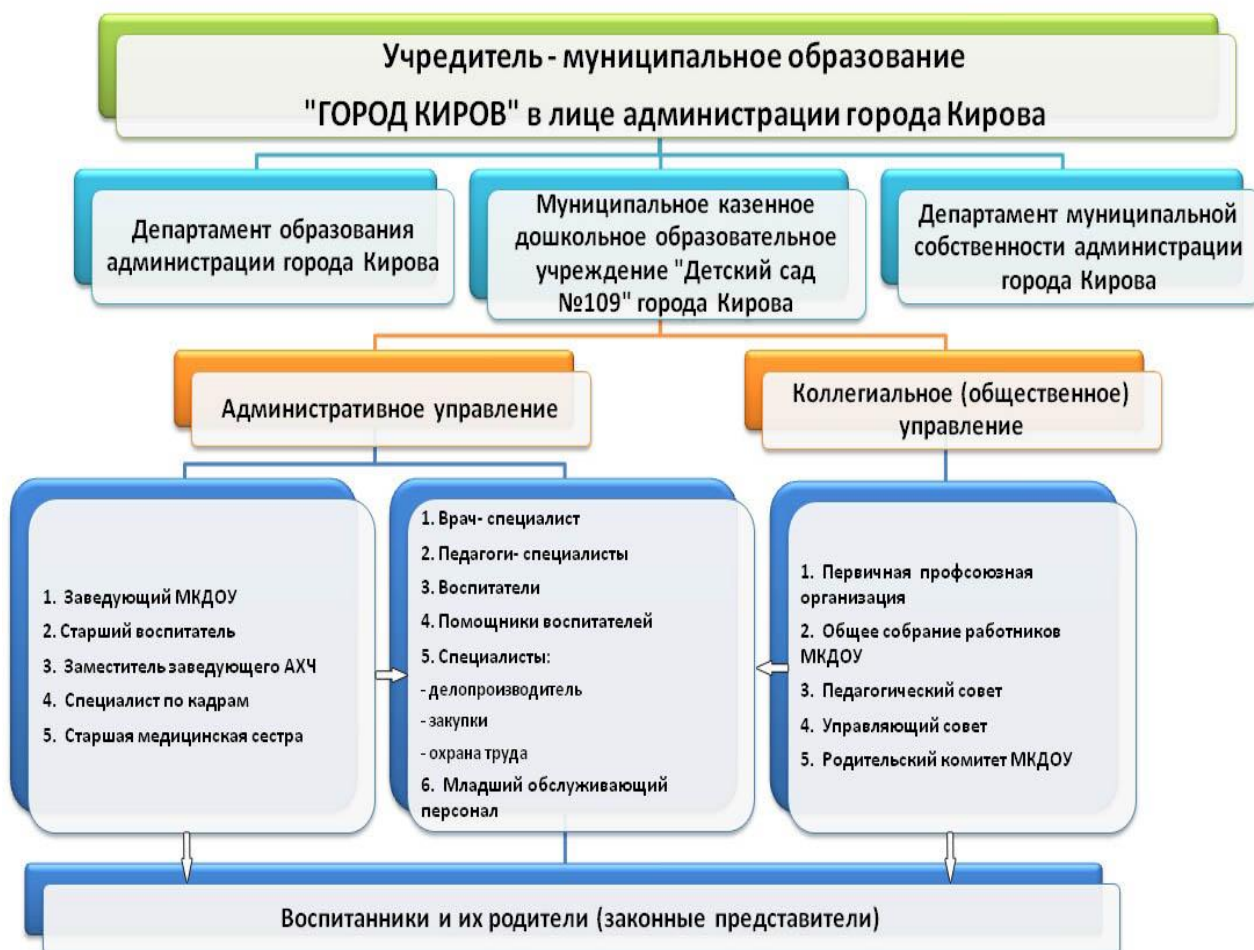 Учредитель - муниципальное образование
"ГОРОД КИРОВ" в лице администрации города Кирова
Департамент образования
администрации города Кирова
Муниципальное казенное
дошкольное образовательное
учреждение "Детский сад
№109" города Кирова
Департамент муниципальной
собственности администрации
города Кирова
Административное управление
Коллегиальное (общественное)
управление
1. Заведующий МКДОУ
2. Старший воспитатель
3. Заместитель заведующего АХЧ
4. Специалист по кадрам
5. Старшая медицинская сестра
1. Врач- специалист
2. Педагоги- специалисты
3. Воспитатели
4. Помощники воспитателей
5. Специалисты:
- делопроизводитель
- закупки
- охрана труда
6. Младший обслуживающий
персонал
1. Первичная профсоюзная
организация
2. Общее собрание работников
МКДОУ
3. Педагогический совет
4. Управляющий совет
5. Родительский комитет МКДОУ
Воспитанники и их родители (законные представители)